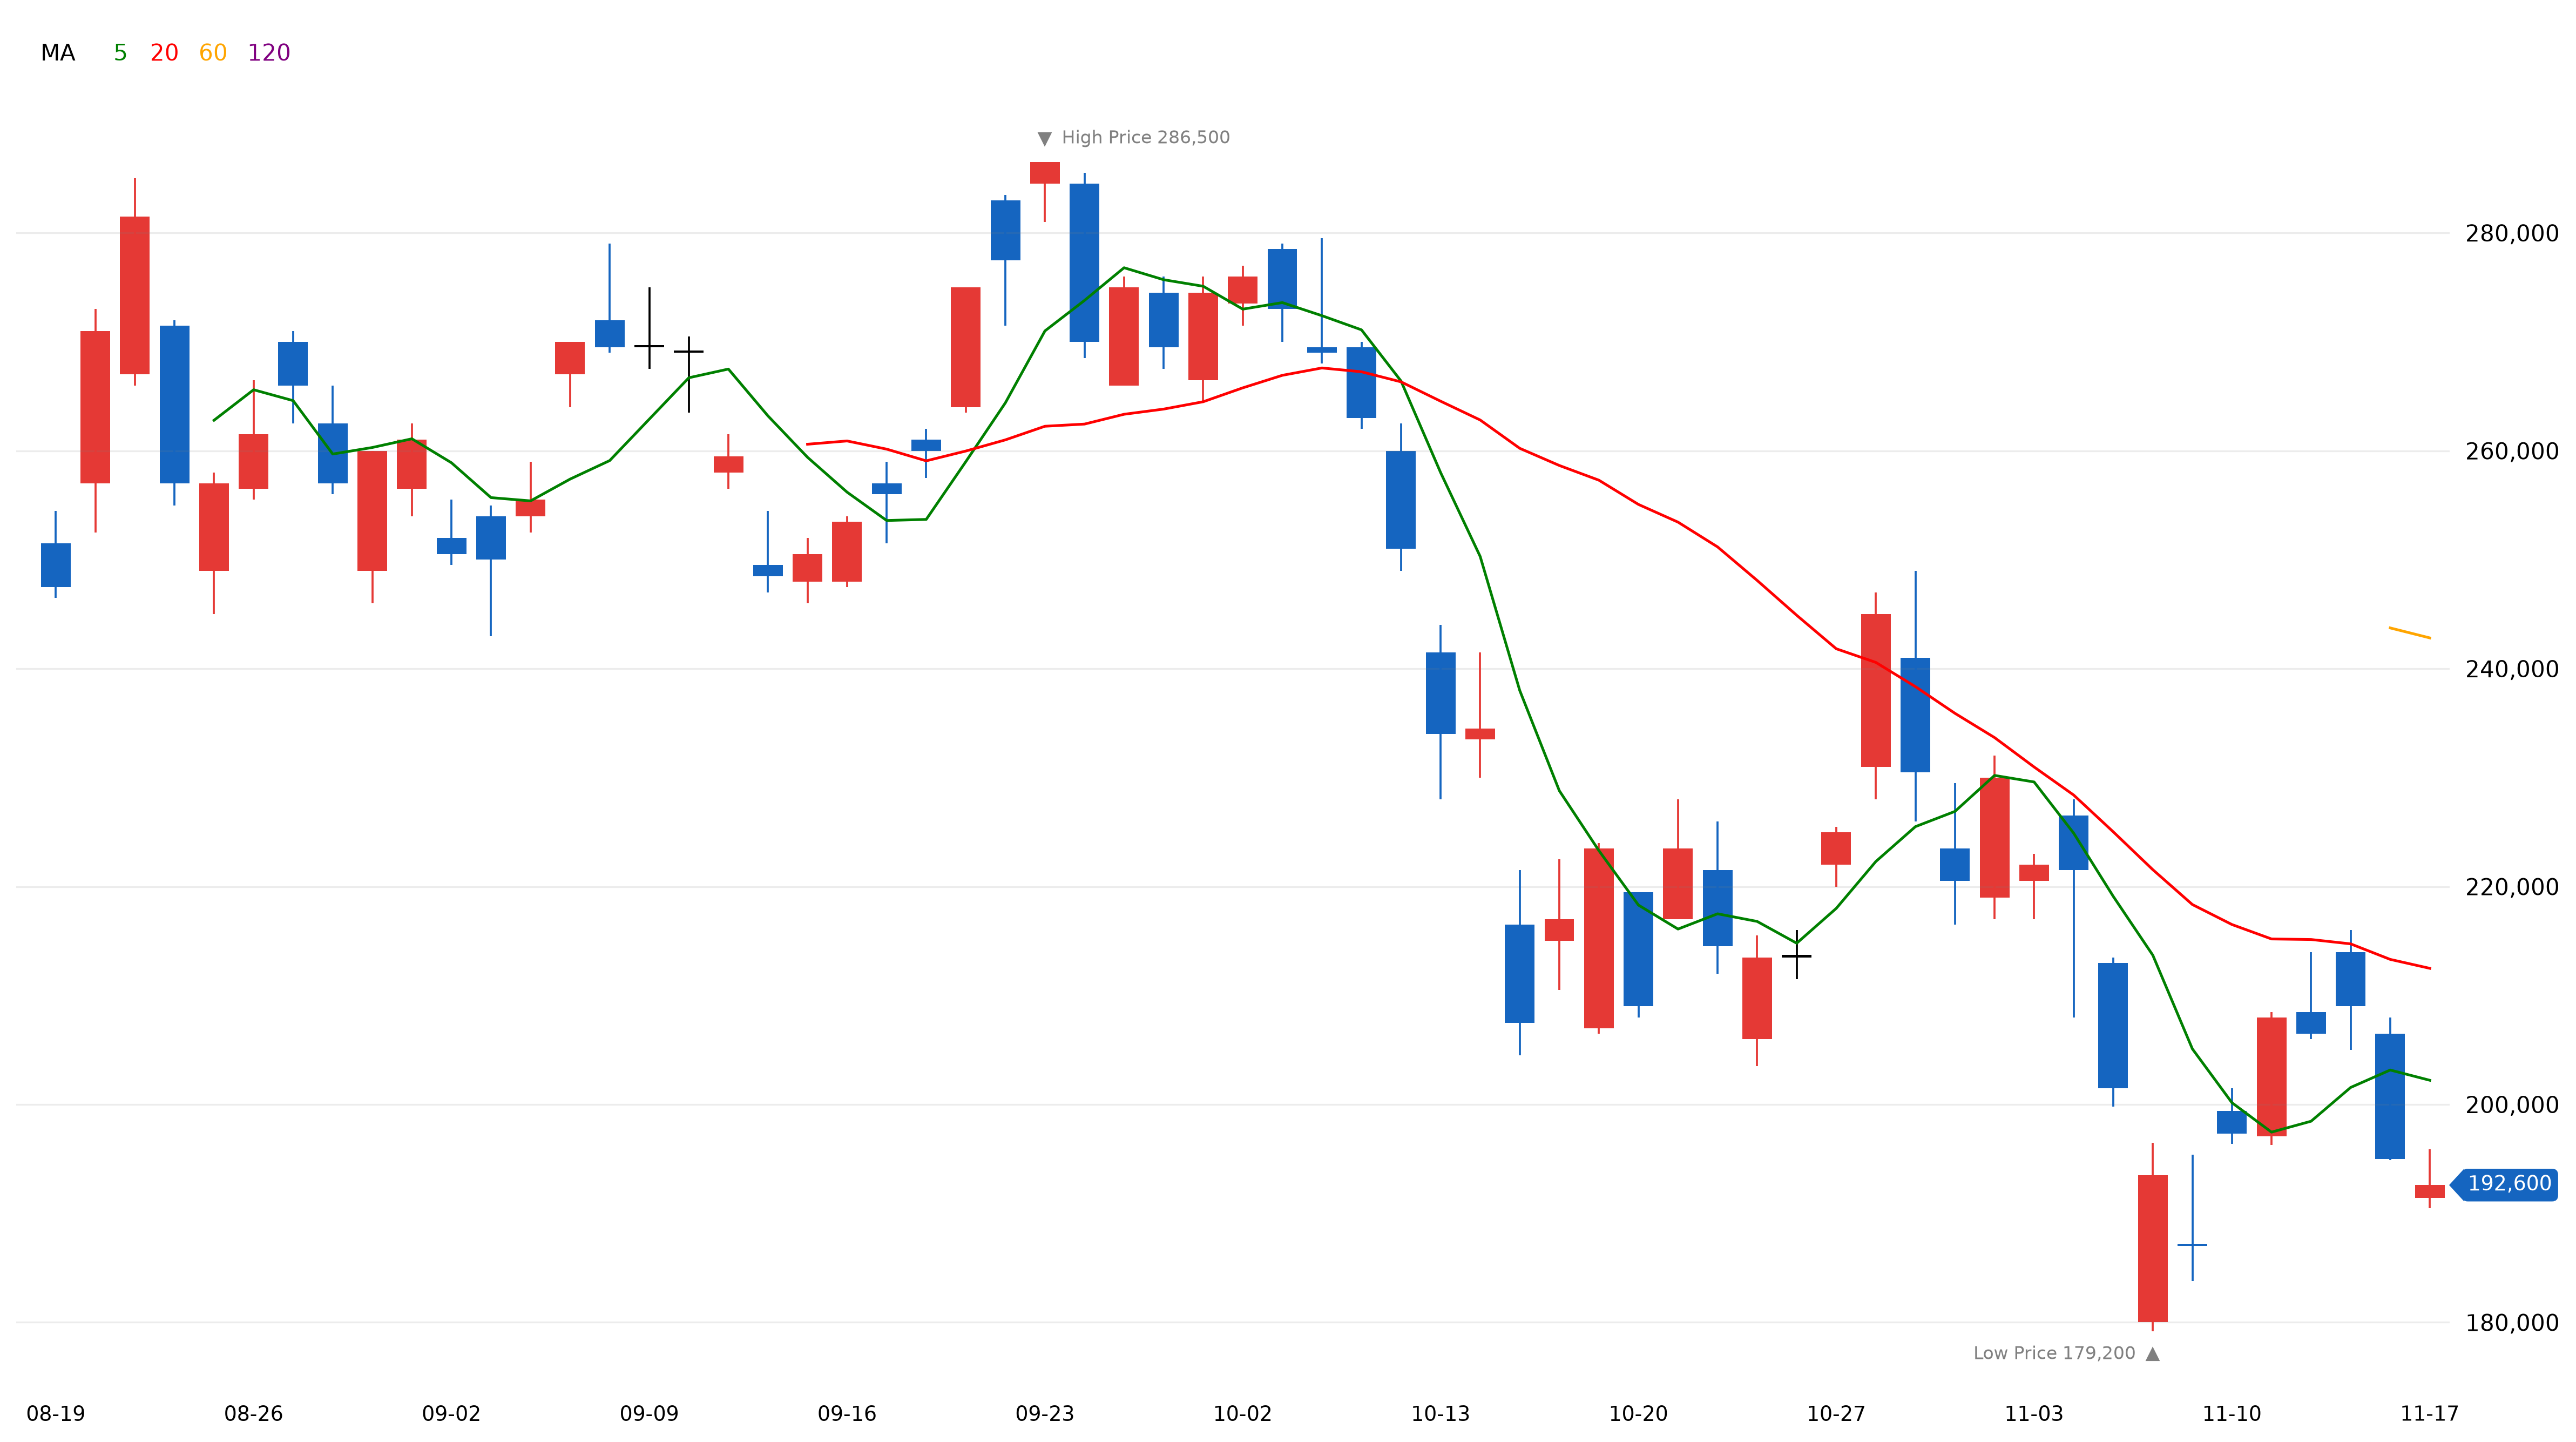 MA 5 20 60 120
▼ High Price 286,500
280,000
260,000
240,000
220,000
200,000
192,600
180,000
Low Price 179,200 ▲
08-19 08-26 09-02 09-09 09-16 09-23 10-02 10-13 10-20 10-27 11-03 11-10 11-17